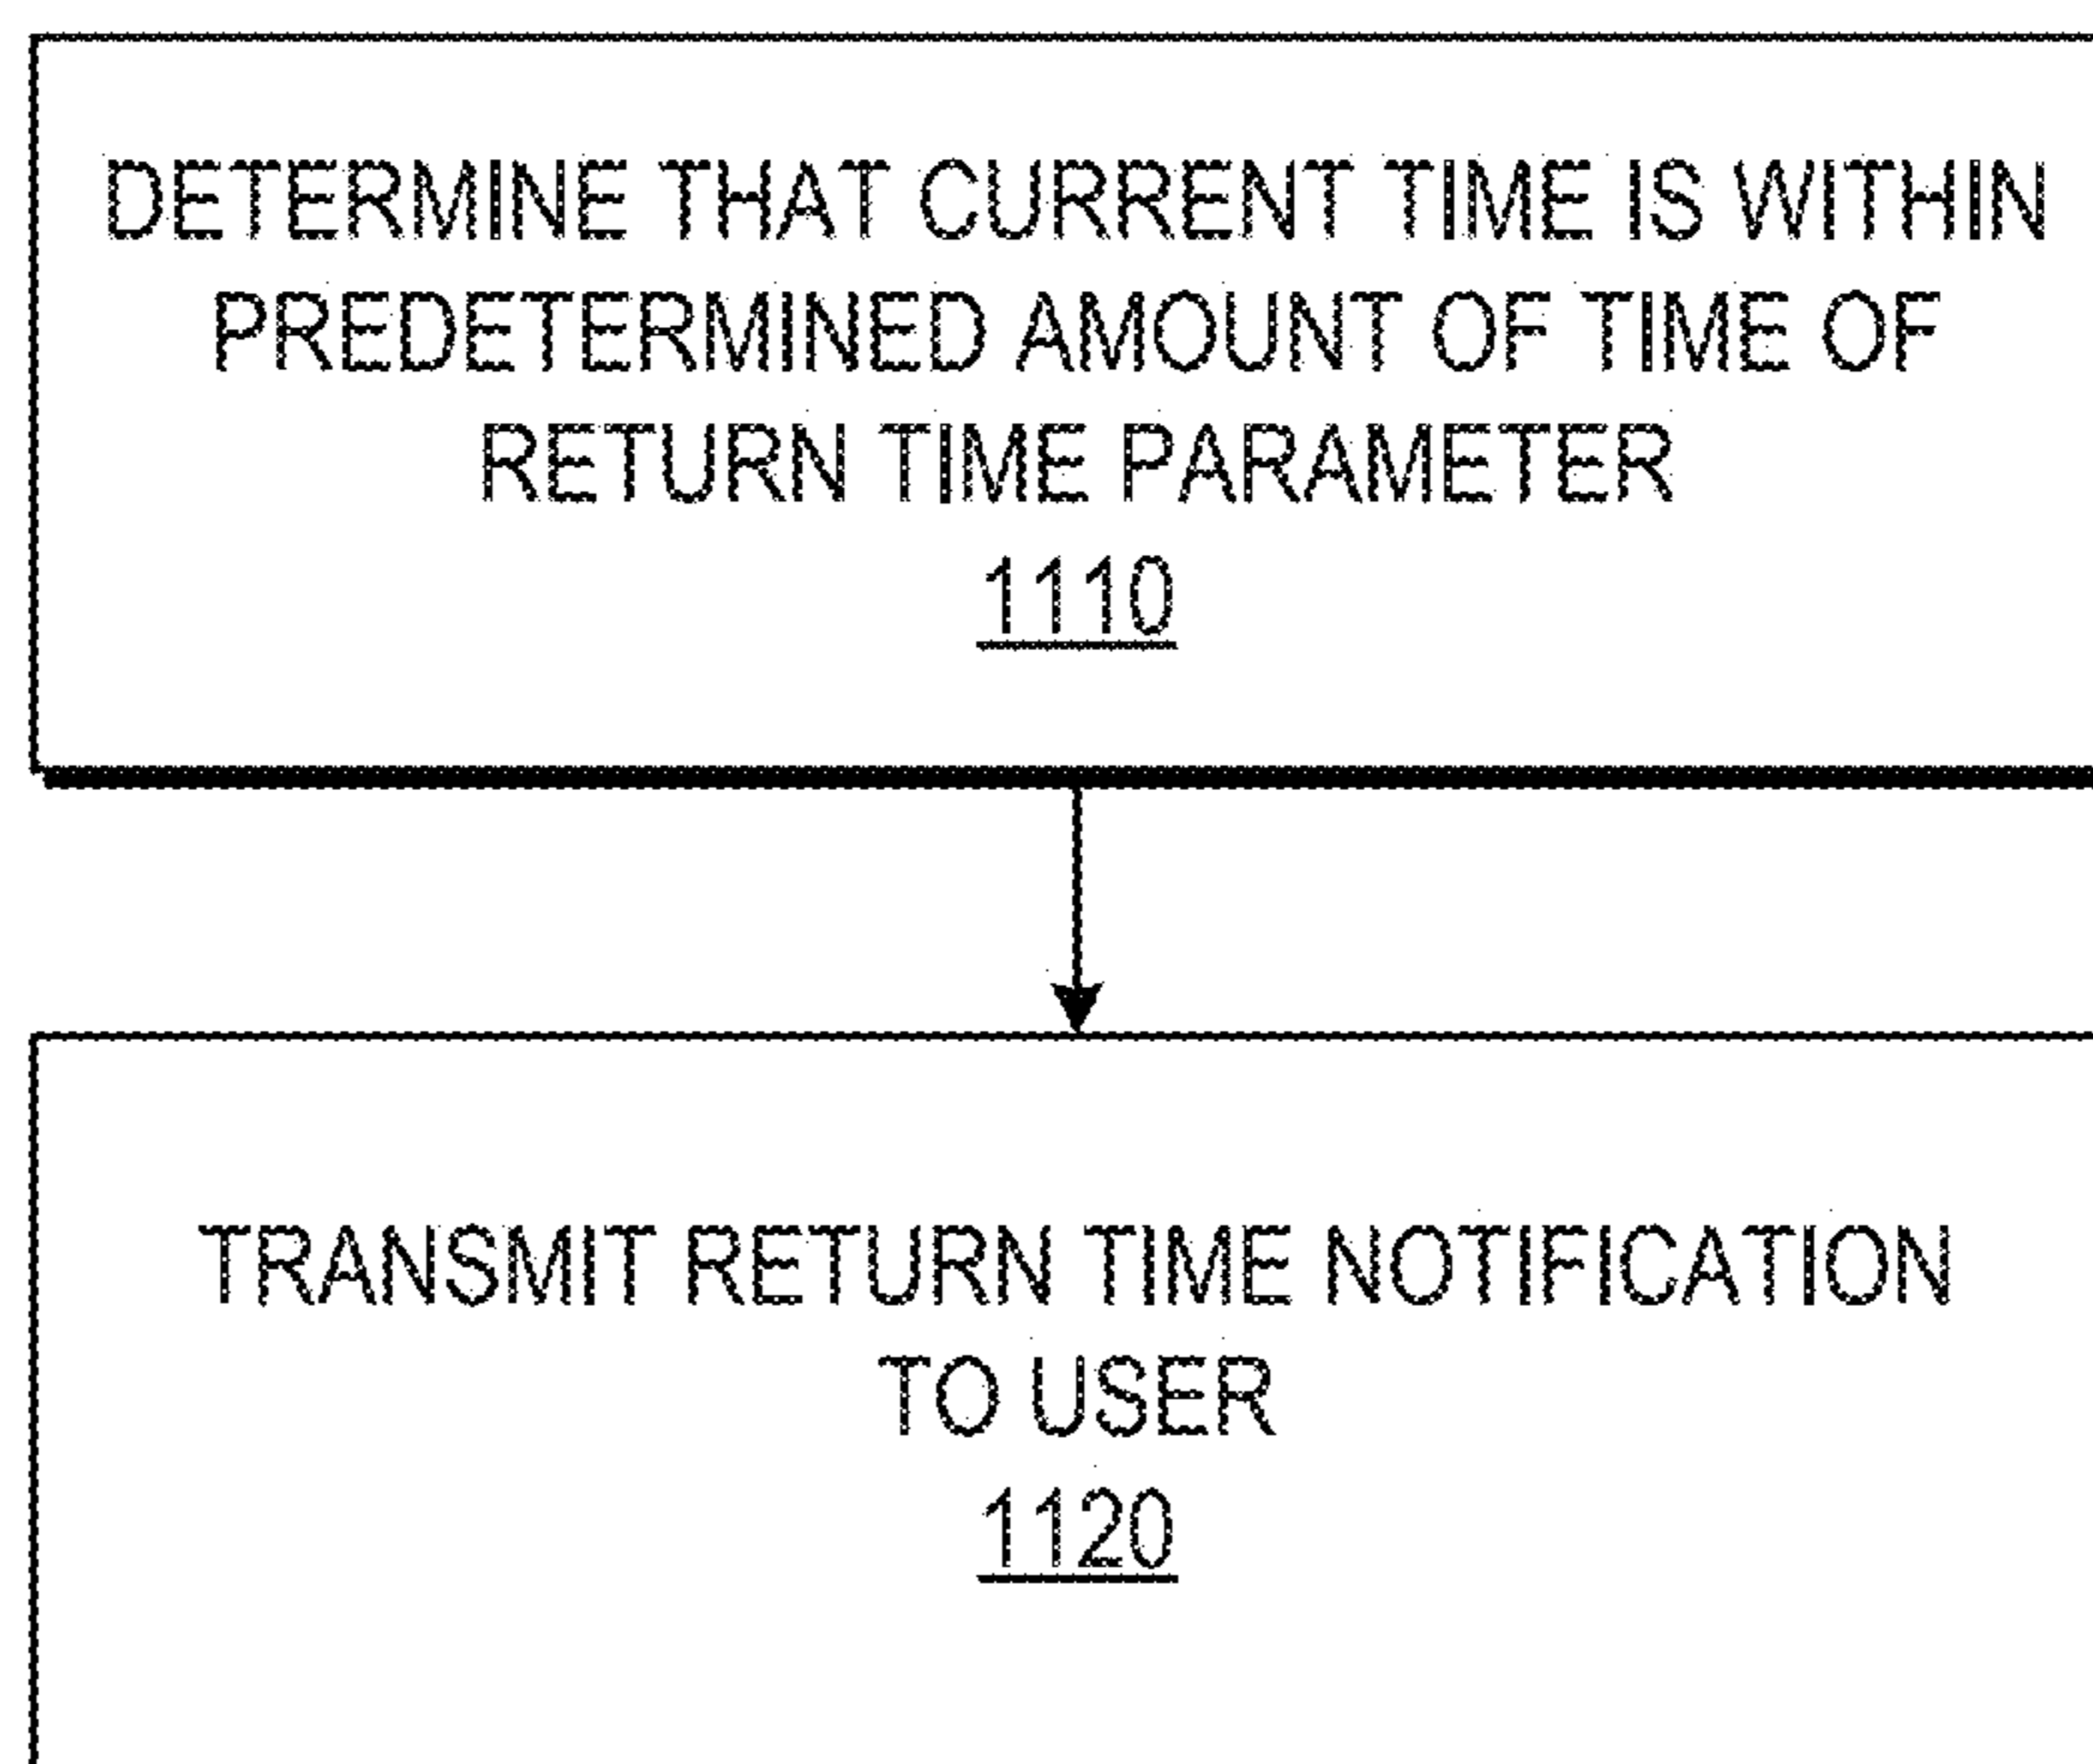 DETERMINE THAT CURRENT TIME IS WITHIN
PREDETERMINED AMOUNT OF TIME OF
RETURN TIME PARAMETER
1110
TRANSMIT RETURN TIME NOTIFICATION
TO USER
1120